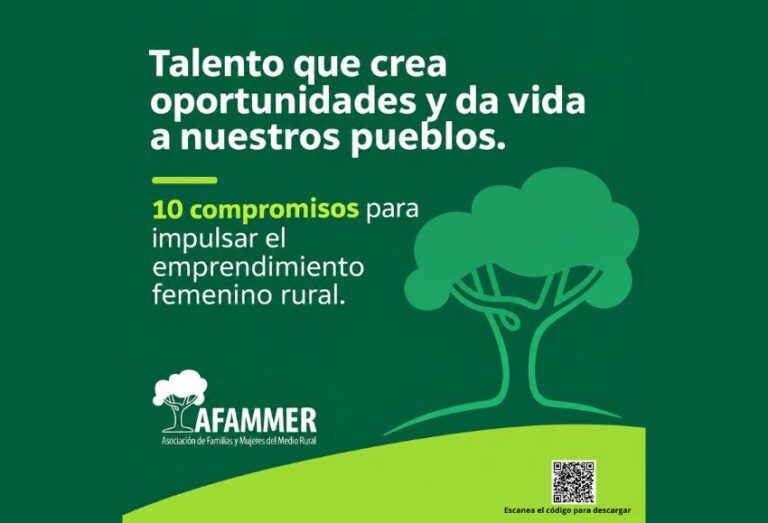 Talento que crea
oportunidades y da vida
a nuestros pueblos.
10 compromisos para
impulsar el
emprendimiento
femenino rural.
AFAMMER
Asociación de Familias y Mujeres del Medio Rural
Escanea el código para descargar